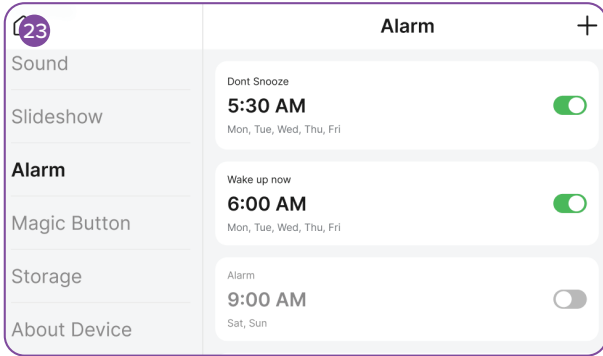 23
Alarm
Sound
Slideshow
Alarm
Magic Button
Storage
About Device
Dont Snooze
5:30 AM
Mon, Tue, Wed, Thu, Fri
Wake up now
6:00 AM
Mon, Tue, Wed, Thu, Fri
Alarm
9:00 AM
Sat, Sun